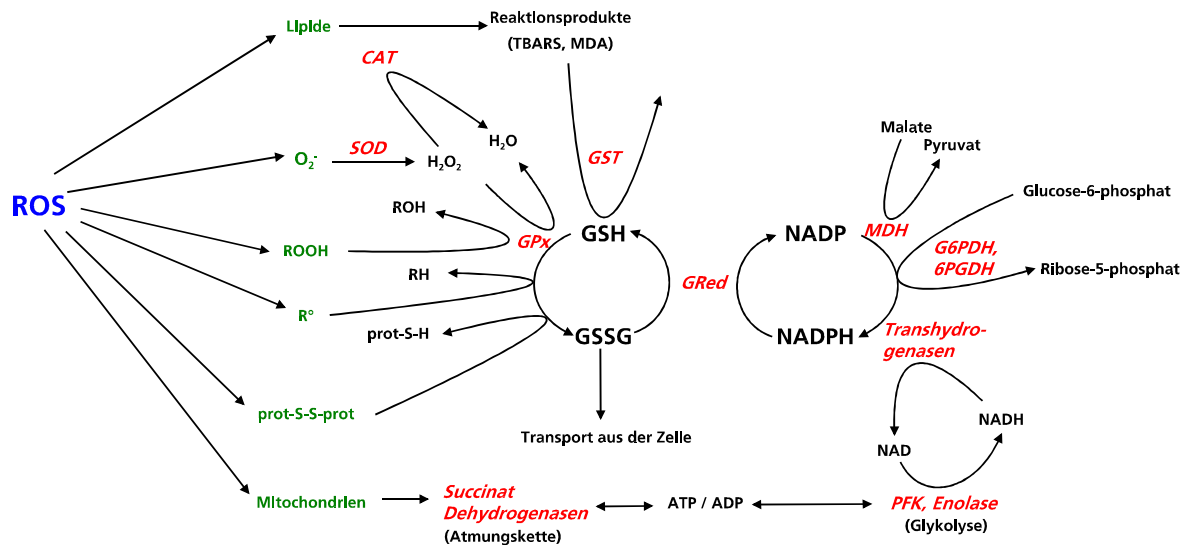 Lipide
Reaktionsprodukte
(TBARS, MDA)
CAT
H₂O
Malate
Pyruvat
O₂⁻
SOD
H₂O₂
GST
ROS
ROH
Glucose-6-phosphat
ROOH
GPx
GSH
NADP
MDH
G6PDH,
6PGDH
Ribose-5-phosphat
RH
GRed
R°
prot-S-H
GSSG
NADPH
Transhydro-
genasen
prot-S-S-prot
Transport aus der Zelle
NADH
NAD
Mitochondrien
Succinat
Dehydrogenasen
(Atmungskette)
ATP / ADP
PFK, Enolase
(Glykolyse)